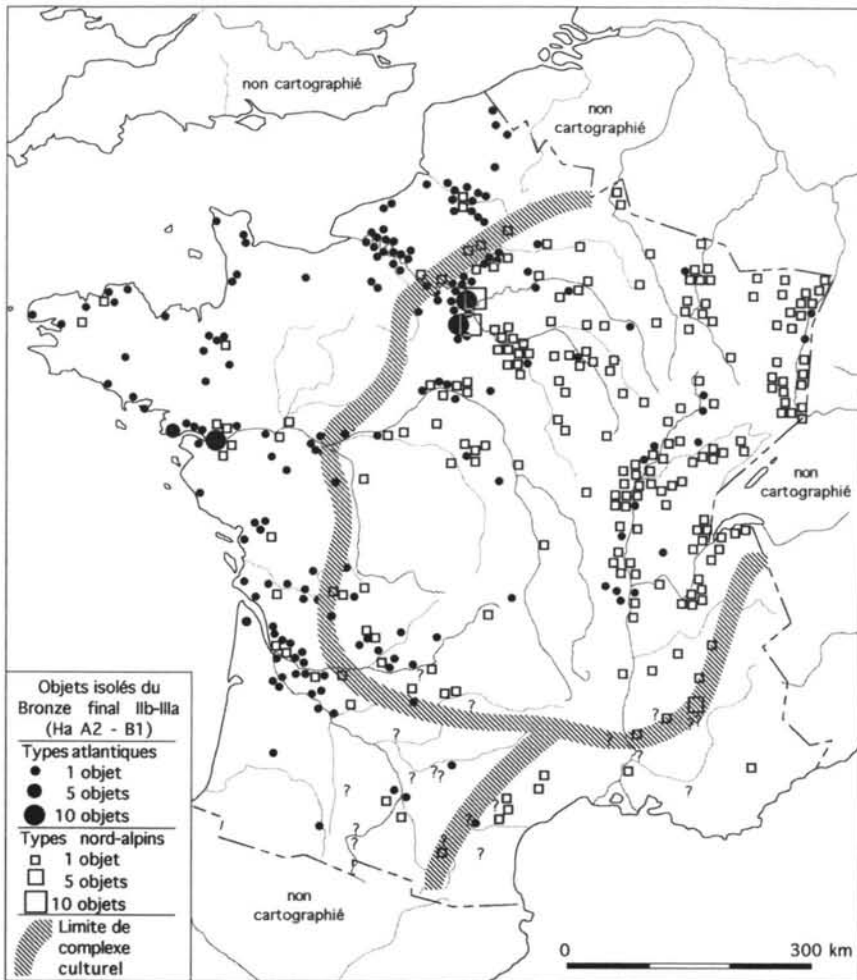 non cartographié
non
cartographié
non
cartographié
non
cartographié
? ? ? ? ? ? ? ? ? ? ? ? ? ? ? ? ? ?
Objets isolés du
Bronze final IIb-IIIa
(Ha A2 - B1)
Types atlantiques
1 objet
5 objets
10 objets
Types nord-alpins
1 objet
5 objets
10 objets
Limite de
complexe
culturel
0 300 km